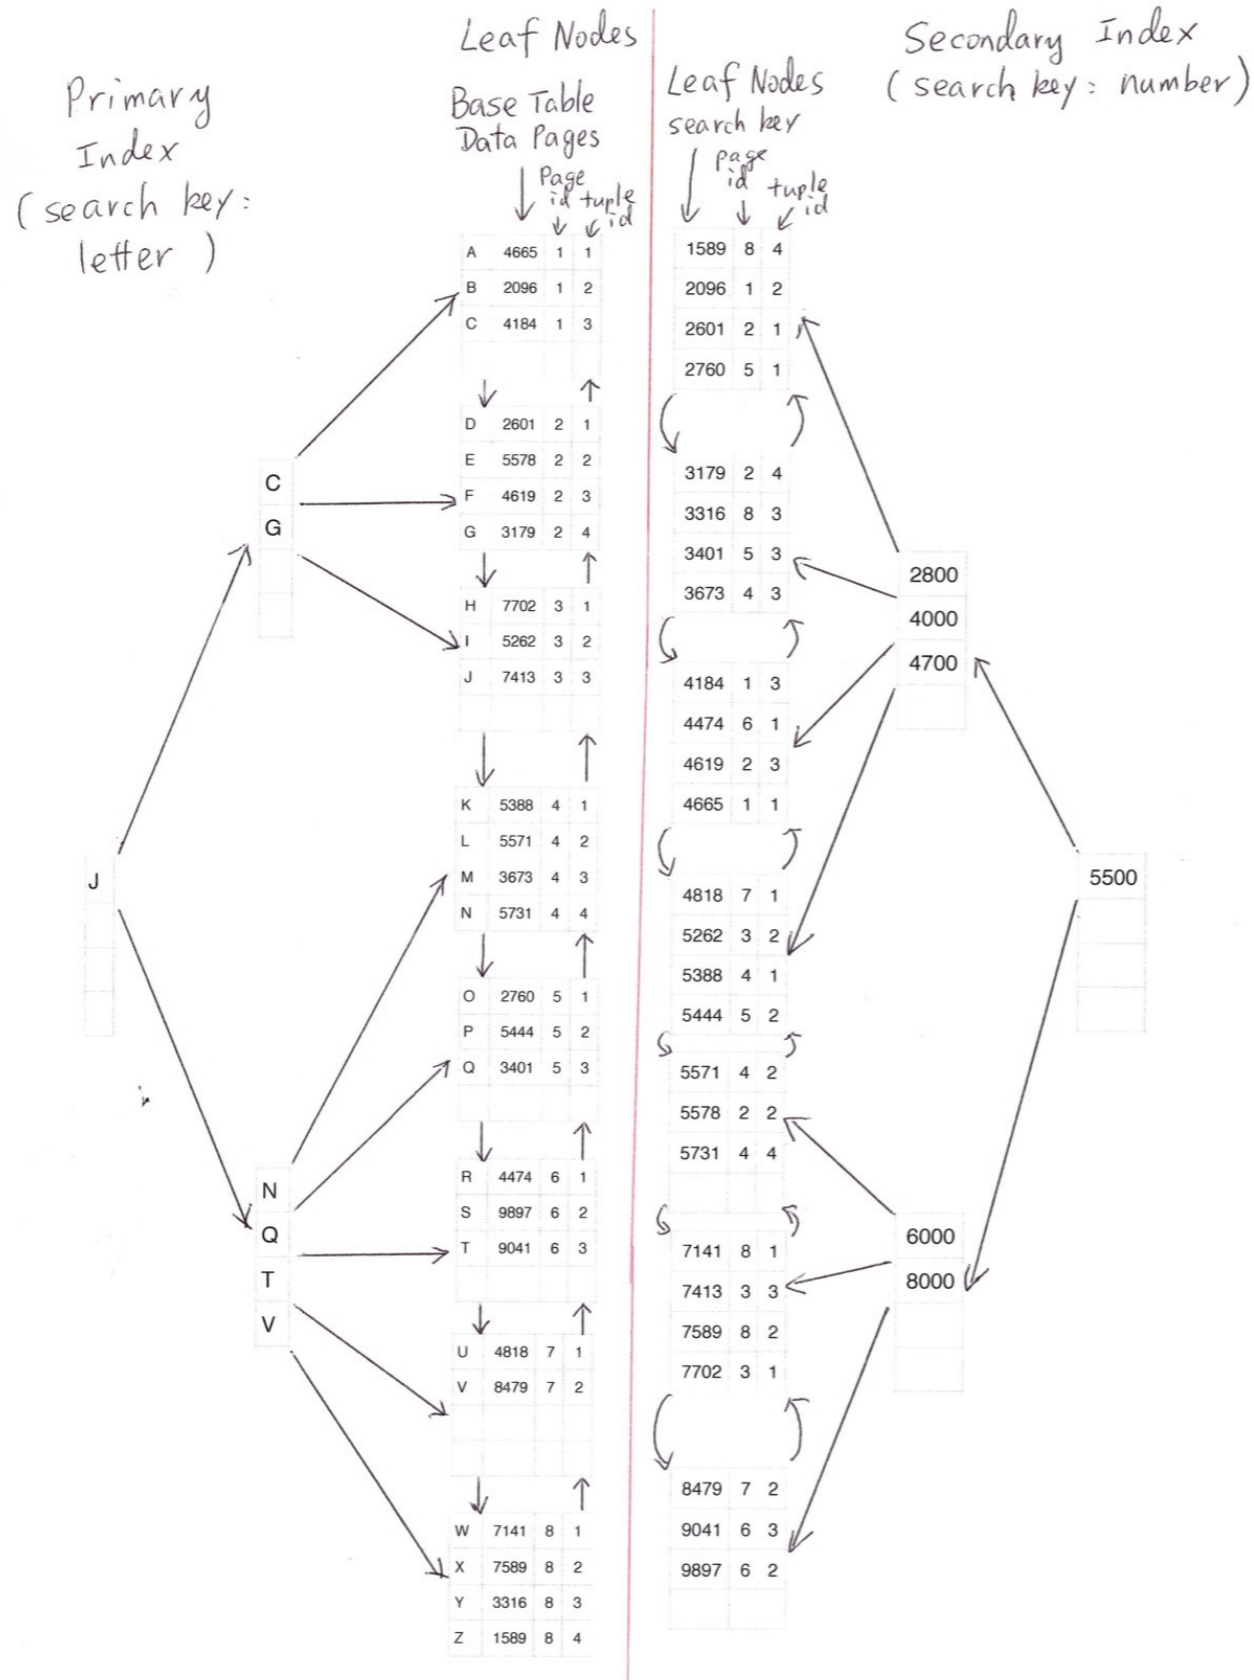 Leaf Nodes
Base Table
Data Pages
Page
id tuple
id
Primary
Index
( search key:
letter )
Secondary Index
( search key: number)
Leaf Nodes
search key
page
id tuple
id
C
G
J
N
Q
T
V
A 4665 1 1
B 2096 1 2
C 4184 1 3
D 2601 2 1
E 5578 2 2
F 4619 2 3
G 3179 2 4
H 7702 3 1
I 5262 3 2
J 7413 3 3
K 5388 4 1
L 5571 4 2
M 3673 4 3
N 5731 4 4
O 2760 5 1
P 5444 5 2
Q 3401 5 3
R 4474 6 1
S 9897 6 2
T 9041 6 3
U 4818 7 1
V 8479 7 2
W 7141 8 1
X 7589 8 2
Y 3316 8 3
Z 1589 8 4
1589 8 4
2096 1 2
2601 2 1
2760 5 1
3179 2 4
3316 8 3
3401 5 3
3673 4 3
4184 1 3
4474 6 1
4619 2 3
4665 1 1
4818 7 1
5262 3 2
5388 4 1
5444 5 2
5571 4 2
5578 2 2
5731 4 4
7141 8 1
7413 3 3
7589 8 2
7702 3 1
8479 7 2
9041 6 3
9897 6 2
2800
4000
4700
5500
6000
8000